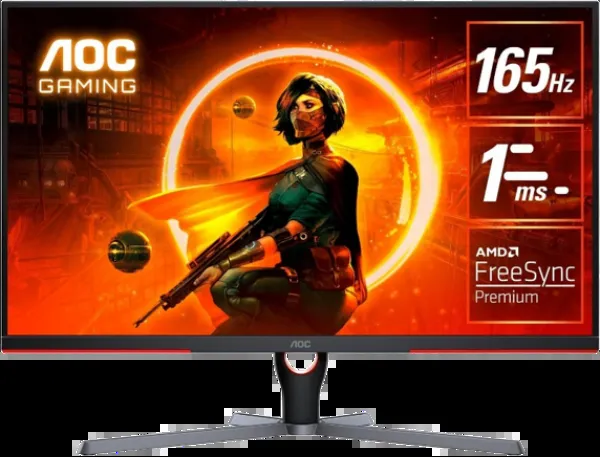 AOC
GAMING
165Hz
1ms
AMD
FreeSync
Premium
AOC